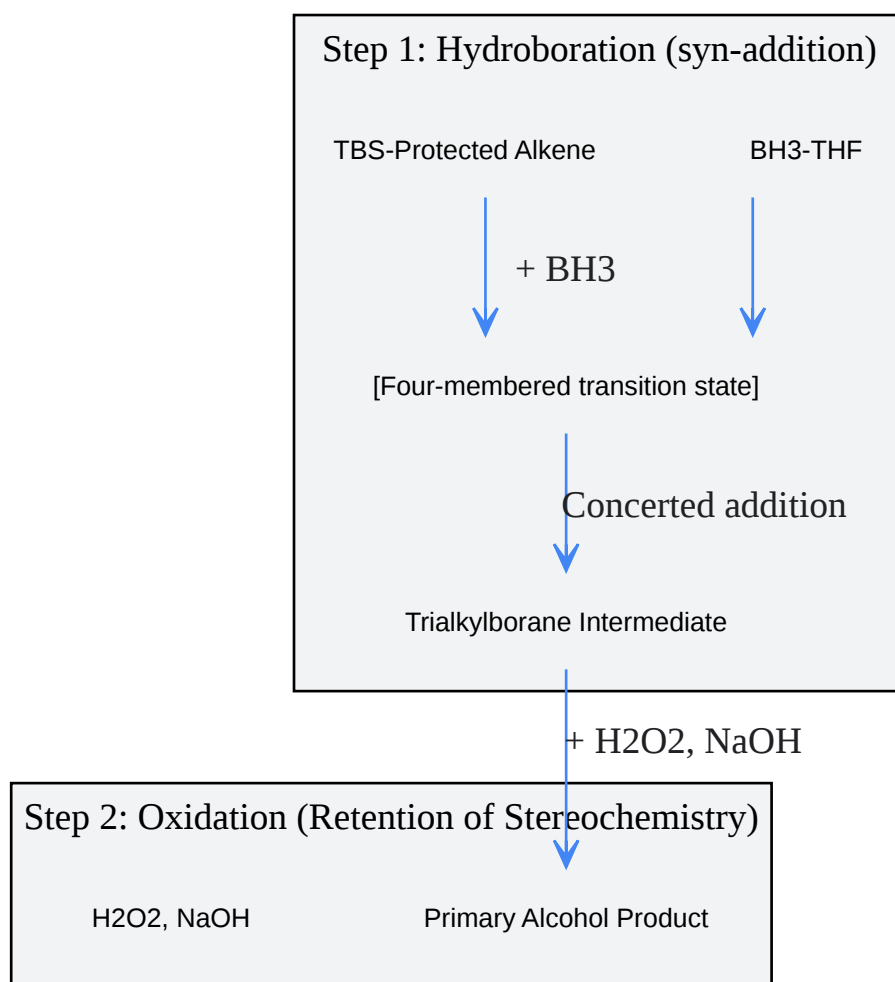 Step 1: Hydroboration (syn-addition)
TBS-Protected Alkene
BH3-THF
+ BH3
[Four-membered transition state]
Concerted addition
Trialkylborane Intermediate
+ H2O2, NaOH
Step 2: Oxidation (Retention of Stereochemistry)
H2O2, NaOH
Primary Alcohol Product